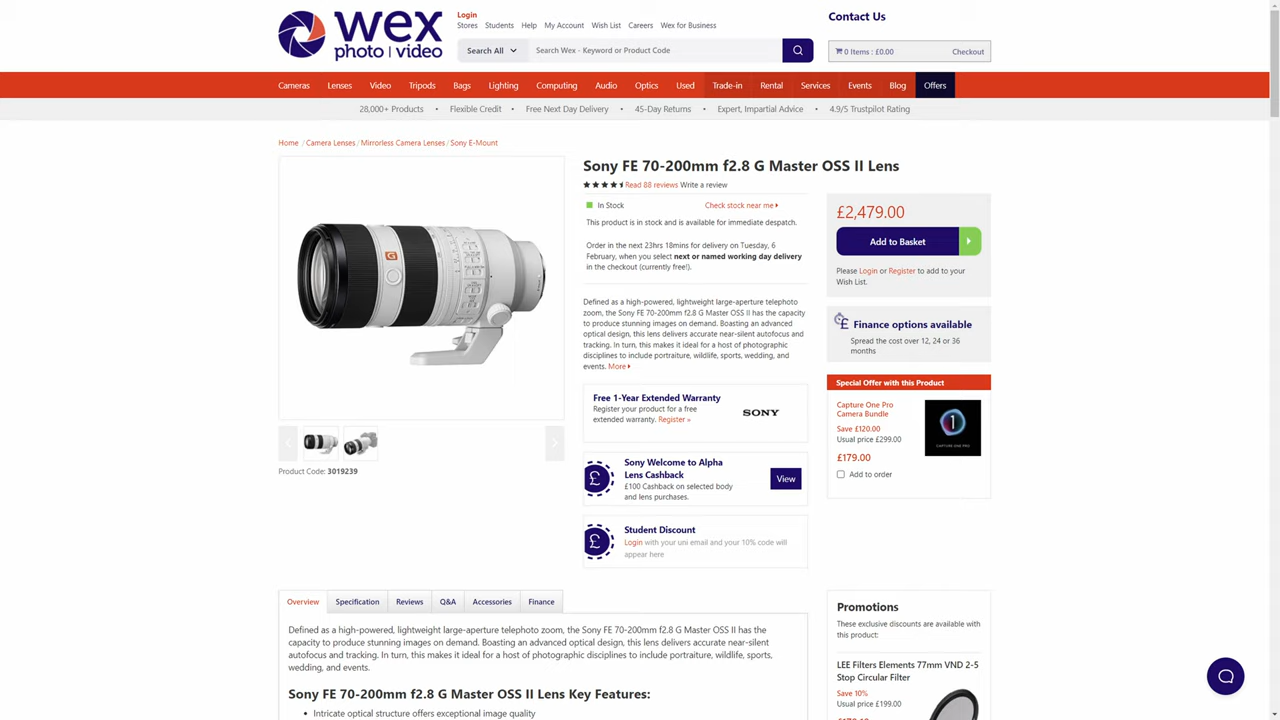 wex
photo | video
Login
Stores Students Help My Account Wish List Careers Wex for Business
Search All Search Wex - Keyword or Product Code
Contact Us
0 Items : £0.00 Checkout
Cameras Lenses Video Tripods Bags Lighting Computing Audio Optics Used Trade-in Rental Services Events Blog Offers
28,000+ Products • Flexible Credit • Free Next Day Delivery • 45-Day Returns • Expert, Impartial Advice • 4.9/5 Trustpilot Rating
Home / Camera Lenses / Mirrorless Camera Lenses / Sony E-Mount
G
Product Code: 3019239
Sony FE 70-200mm f2.8 G Master OSS II Lens
Read 88 reviews Write a review
In Stock Check stock near me
This product is in stock and is available for immediate despatch.
Order in the next 23hrs 18mins for delivery on Tuesday, 6
February, when you select next or named working day delivery
in the checkout (currently free!).
Defined as a high-powered, lightweight large-aperture telephoto
zoom, the Sony FE 70-200mm f2.8 G Master OSS II has the capacity
to produce stunning images on demand. Boasting an advanced
optical design, this lens delivers accurate near-silent autofocus and
tracking. In turn, this makes it ideal for a host of photographic
disciplines to include portraiture, wildlife, sports, wedding, and
events. More
Free 1-Year Extended Warranty
Register your product for a free
extended warranty. Register »
SONY
£
Sony Welcome to Alpha
Lens Cashback
£100 Cashback on selected body
and lens purchases.
View
£
Student Discount
Login with your uni email and your 10% code will
appear here
£2,479.00
Add to Basket
Please Login or Register to add to your
Wish List.
£
Finance options available
Spread the cost over 12, 24 or 36
months
Special Offer with this Product
Capture One Pro
Camera Bundle
Save £120.00
Usual price £299.00
£179.00
Add to order
1
CAPTURE ONE PRO
Overview Specification Reviews Q&A Accessories Finance
Defined as a high-powered, lightweight large-aperture telephoto zoom, the Sony FE 70-200mm f2.8 G Master OSS II has the
capacity to produce stunning images on demand. Boasting an advanced optical design, this lens delivers accurate near-silent
autofocus and tracking. In turn, this makes it ideal for a host of photographic disciplines to include portraiture, wildlife, sports,
wedding, and events.
Sony FE 70-200mm f2.8 G Master OSS II Lens Key Features:
• Intricate optical structure offers exceptional image quality
Promotions
These exclusive discounts are available with
this product:
LEE Filters Elements 77mm VND 2-5
Stop Circular Filter
Save 10%
Usual price £199.00